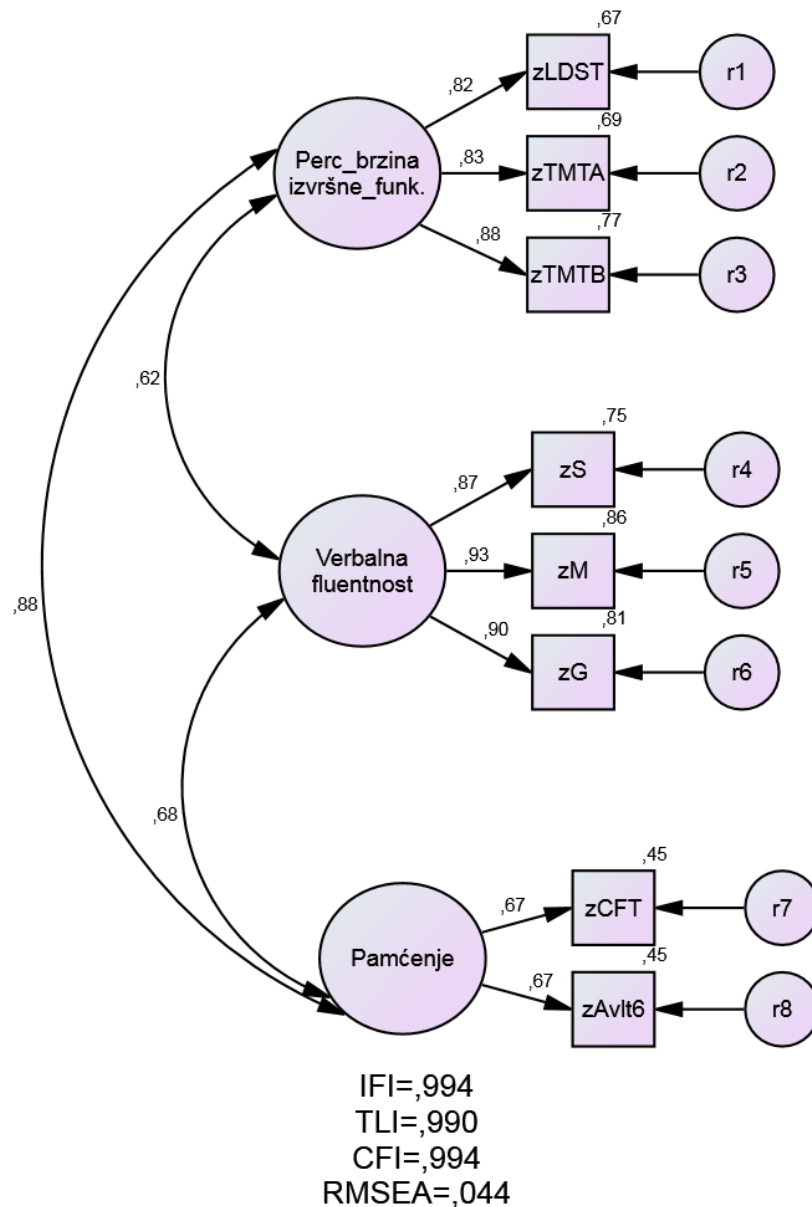 ,67
zLDST
r1
,82
,69
Perc_brzina
izvršne_funk.
,83
zTMTA
r2
,77
,88
zTMTB
r3
,62
,75
zS
r4
,87
,86
Verbalna
fluentnost
,93
zM
r5
,81
,90
zG
r6
,88
,68
,45
zCFT
r7
,67
Pamćenje
,45
,67
zAvlt6
r8
IFI=,994
TLI=,990
CFI=,994
RMSEA=,044